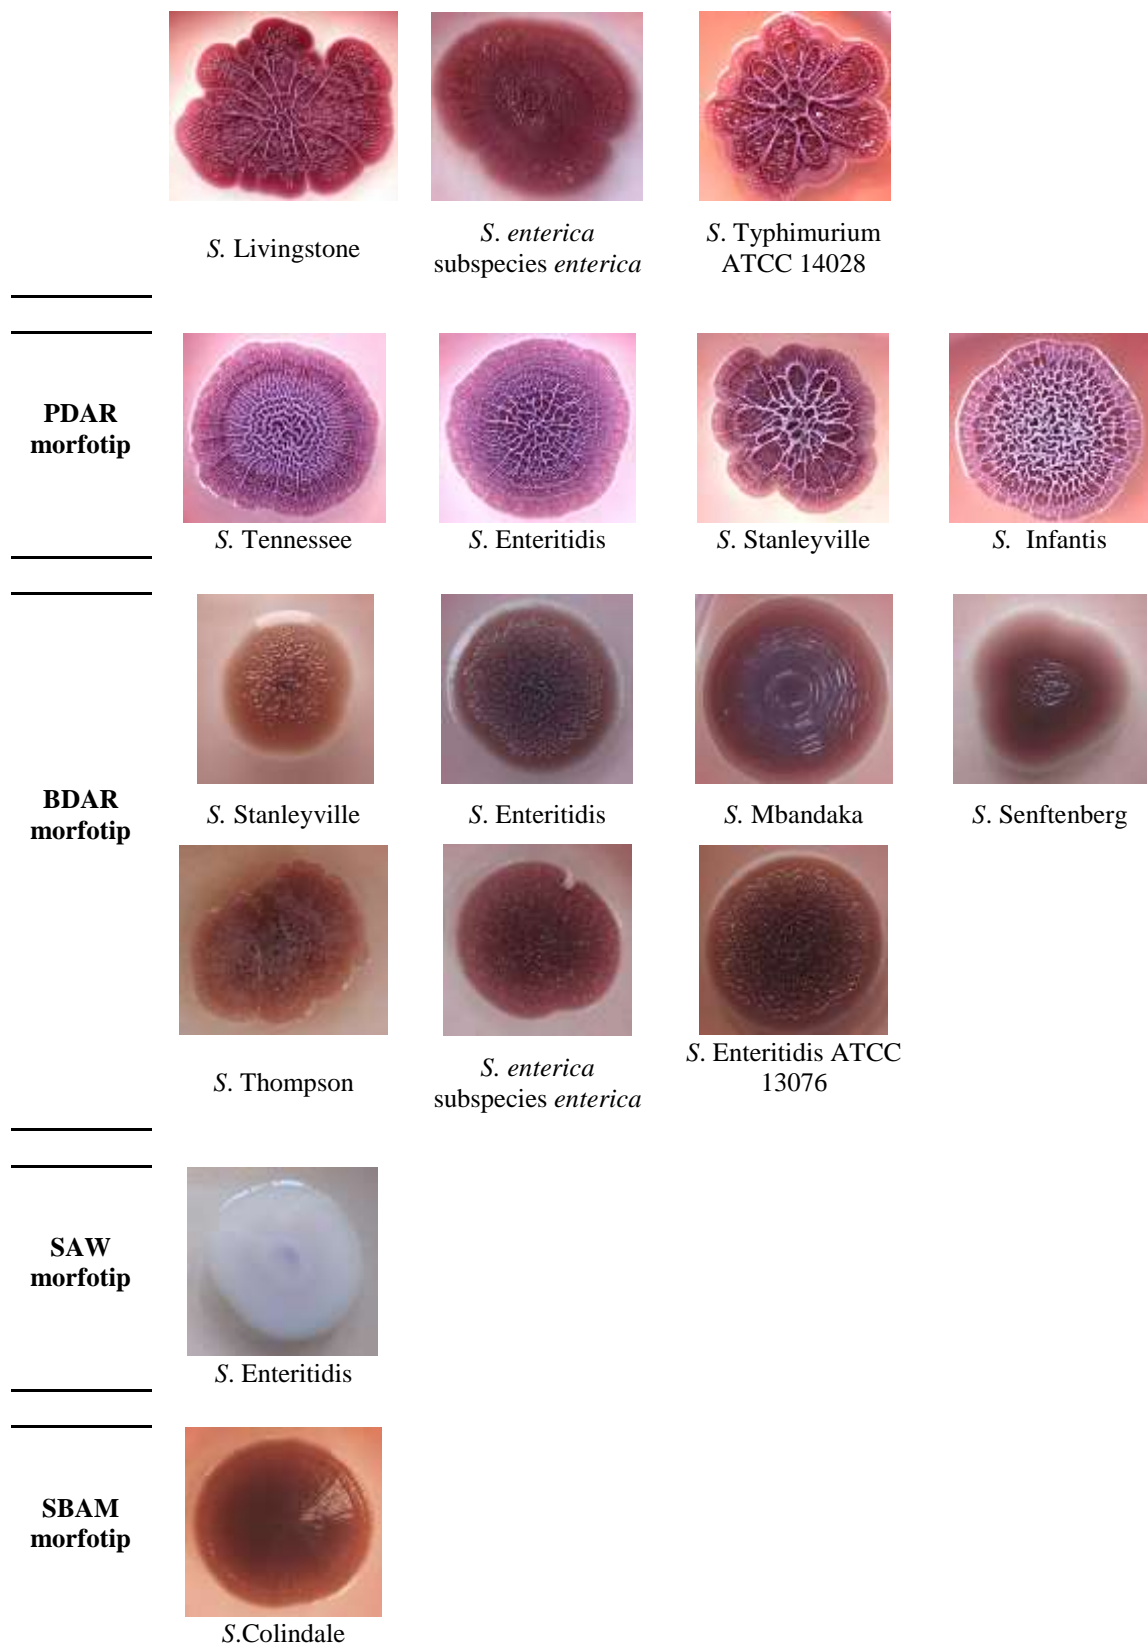 S. Livingstone
S. enterica
subspecies enterica
S. Typhimurium
ATCC 14028
PDAR
morfotip
S. Tennessee
S. Enteritidis
S. Stanleyville
S. Infantis
BDAR
morfotip
S. Stanleyville
S. Enteritidis
S. Mbandaka
S. Senftenberg
S. Thompson
S. enterica
subspecies enterica
S. Enteritidis ATCC
13076
SAW
morfotip
S. Enteritidis
SBAM
morfotip
S.Colindale